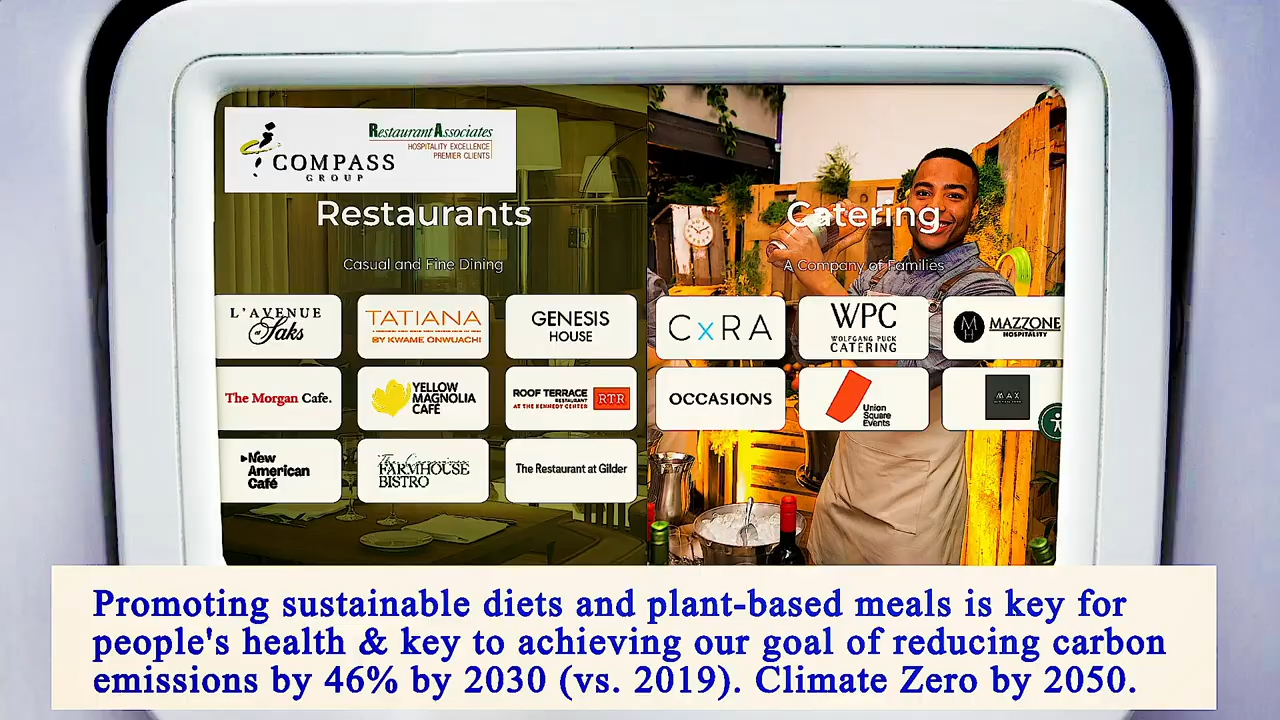 COMPASS
GROUP
Restaurant Associates
HOSPITALITY EXCELLENCE
PREMIER CLIENTS
Restaurants
Casual and Fine Dining
L'AVENUE
at Saks
TATIANA
BY KWAME ONWUACHI
GENESIS
HOUSE
The Morgan Cafe.
YELLOW
MAGNOLIA
CAFÉ
ROOF TERRACE
RESTAURANT
AT THE KENNEDY CENTER
RTR
New
American
Café
FARMHOUSE
BISTRO
The Restaurant at Gilder
Catering
A Company of Families
CxRA
WPC
WOLFGANG PUCK
CATERING
MH
MAZZONE
HOSPITALITY
OCCASIONS
Union
Square
Events
MAX
Promoting sustainable diets and plant-based meals is key for
people's health & key to achieving our goal of reducing carbon
emissions by 46% by 2030 (vs. 2019). Climate Zero by 2050.